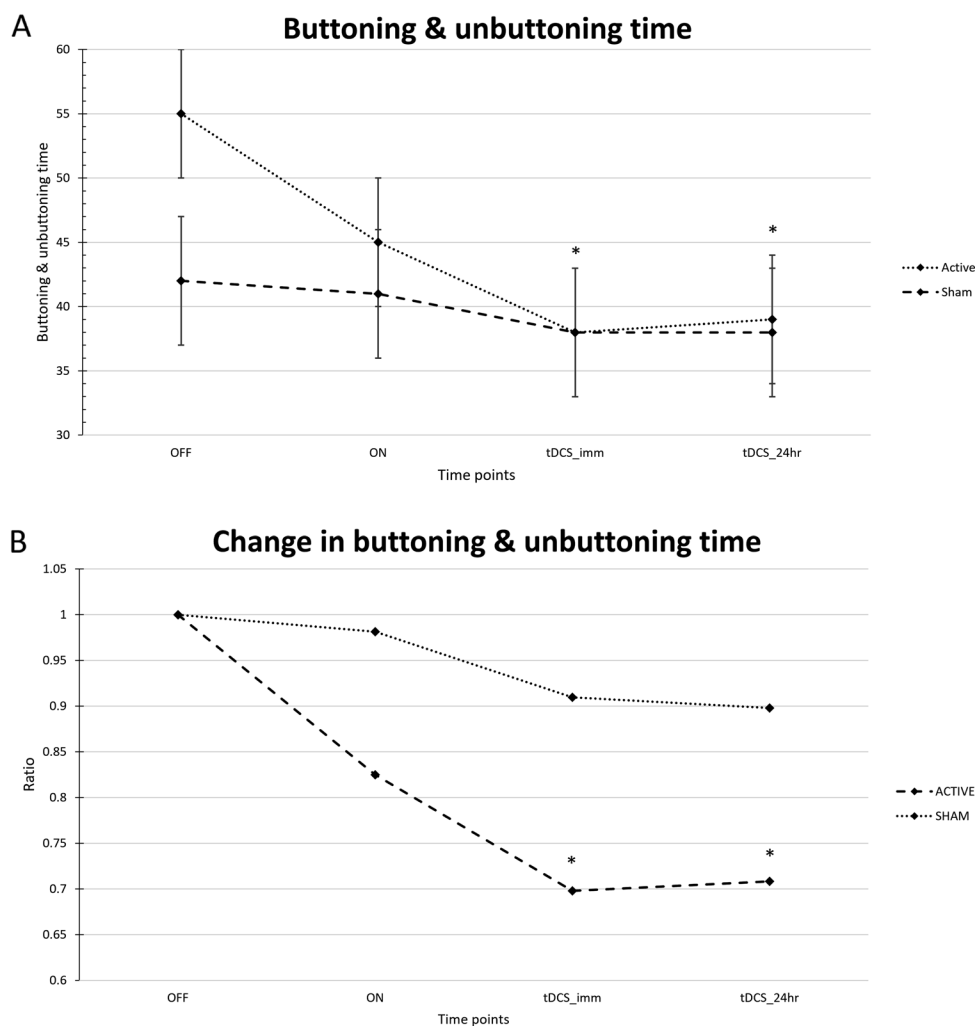 A
Buttoning & unbuttoning time
60
55
50
45
40
35
30
Buttoning & unbuttoning time
*
*
OFF
ON
tDCS_imm
tDCS_24hr
Time points
Active
Sham
B
Change in buttoning & unbuttoning time
1.05
1
0.95
0.9
0.85
0.8
0.75
0.7
0.65
0.6
Ratio
*
*
OFF
ON
tDCS_imm
tDCS_24hr
Time points
ACTIVE
SHAM